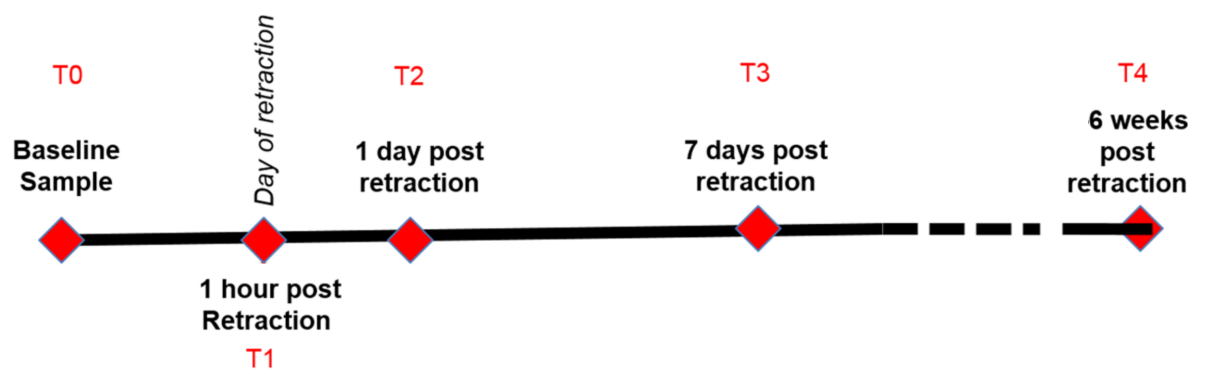 T0
Baseline
Sample
Day of retraction
1 hour post
Retraction
T1
T2
1 day post
retraction
T3
7 days post
retraction
T4
6 weeks
post
retraction